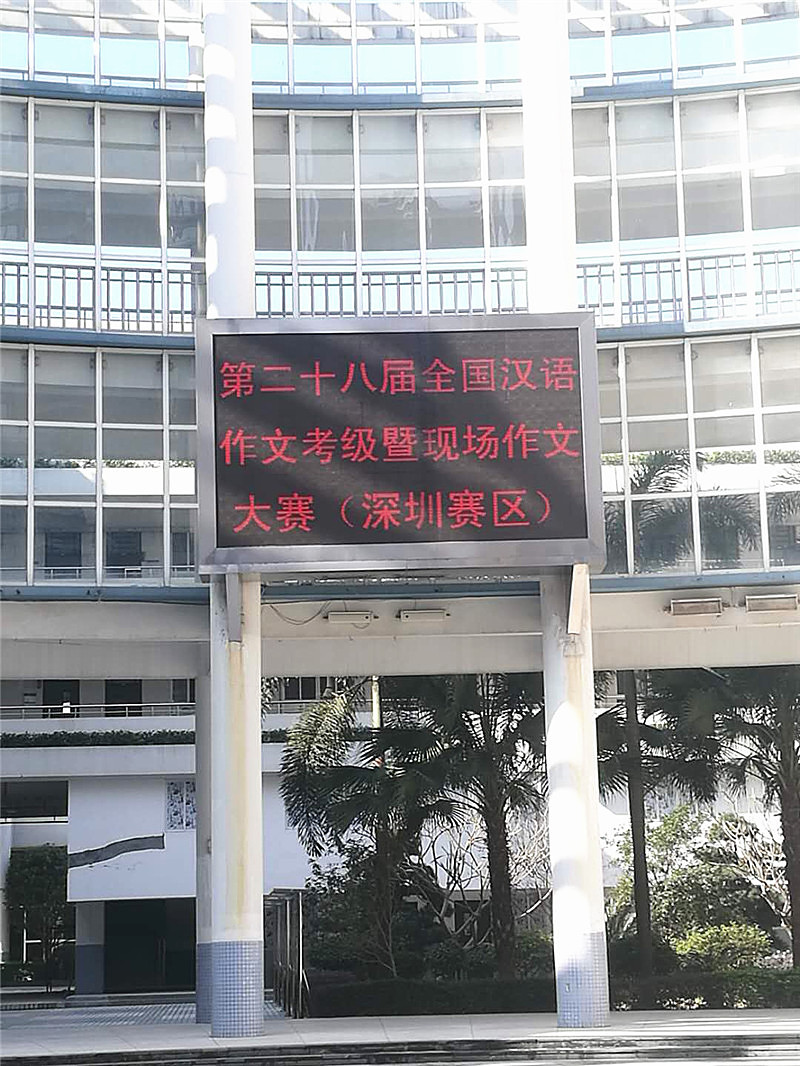 第二十八届全国汉语
作文考级暨现场作文
大赛（深圳赛区）